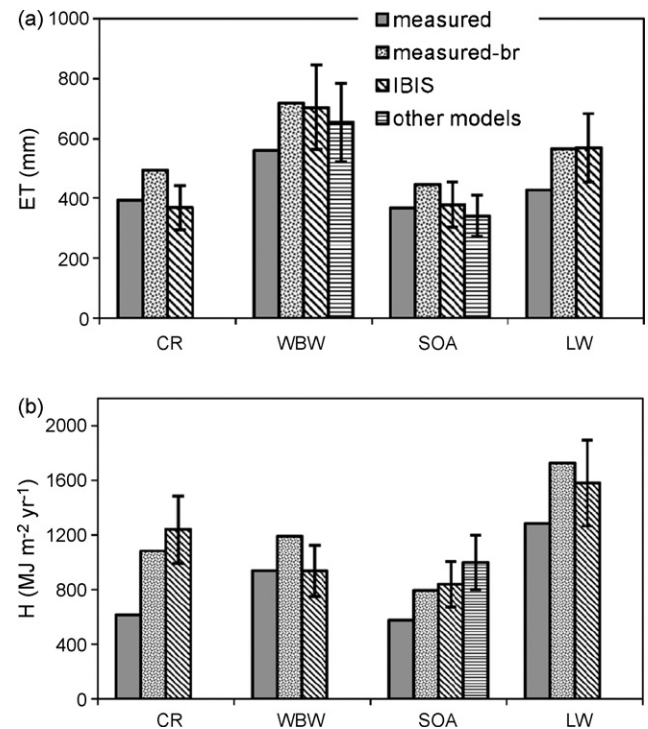 (a)
1000
800
600
400
200
0
ET (mm)
measured
measured-br
IBIS
other models
CR WBW SOA LW
(b)
2000
1600
1200
800
400
0
H (MJ m-2 yr-1)
CR WBW SOA LW